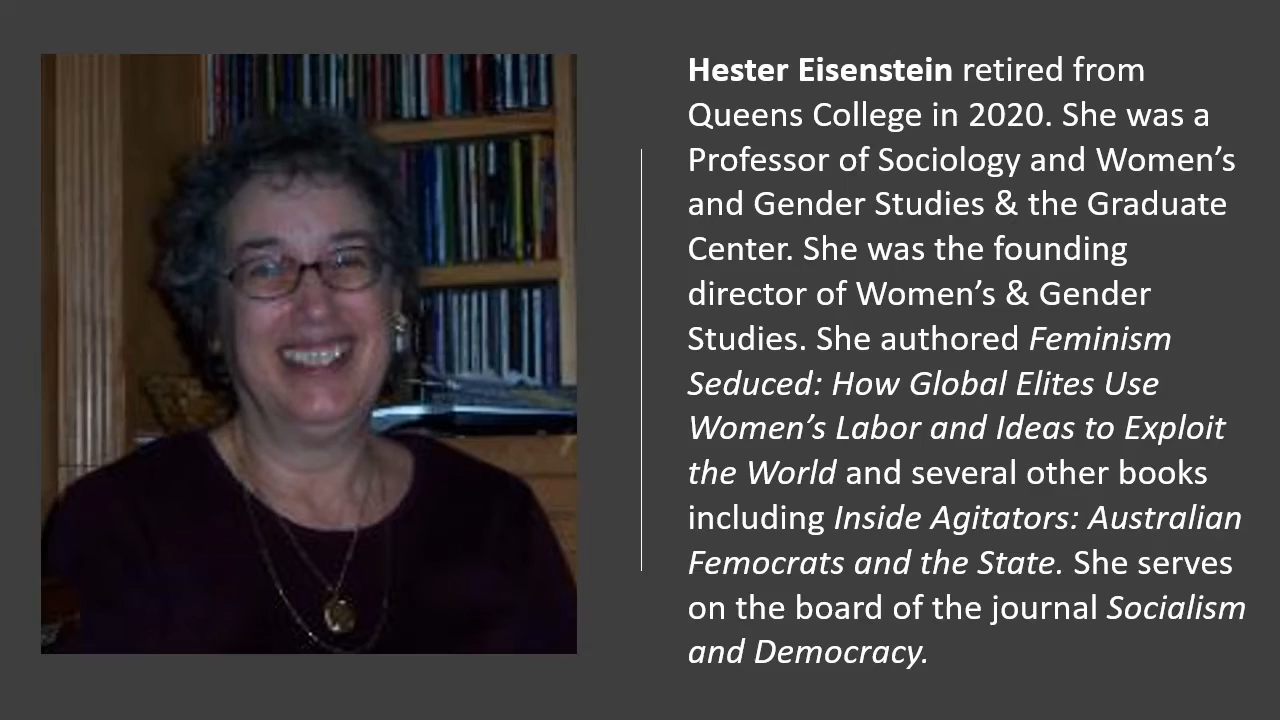 Hester Eisenstein retired from
Queens College in 2020. She was a
Professor of Sociology and Women’s
and Gender Studies & the Graduate
Center. She was the founding
director of Women’s & Gender
Studies. She authored Feminism
Seduced: How Global Elites Use
Women’s Labor and Ideas to Exploit
the World and several other books
including Inside Agitators: Australian
Femocrats and the State. She serves
on the board of the journal Socialism
and Democracy.